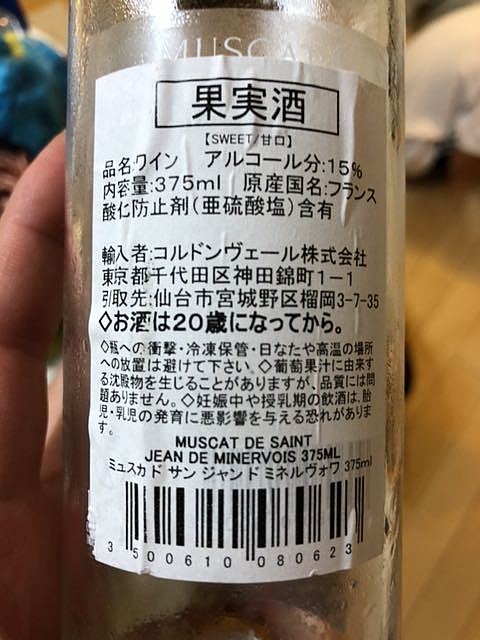 MUSCA
果実酒
【SWEET/甘口】
品名:ワイン アルコール分:15%
内容量:375ml 原産国名:フランス
酸化防止剤(亜硫酸塩)含有
輸入者:コルドンヴェール株式会社
東京都千代田区神田錦町1-1
引取先:仙台市宮城野区榴岡3-7-35
◇お酒は20歳になってから。
◇瓶への衝撃・冷凍保管・日なたや高温の場所
への放置は避けて下さい。◇葡萄果汁に由来す
る沈殿物を生じることがありますが、品質には問
題ありません。◇妊娠中や授乳期の飲酒は、胎
児・乳児の発育に悪影響を与える恐れがありま
す。
MUSCAT DE SAINT
JEAN DE MINERVOIS 375ML
ミュスカ ド サン ジャン ド ミネルヴォワ 375ml
3 500610 080623